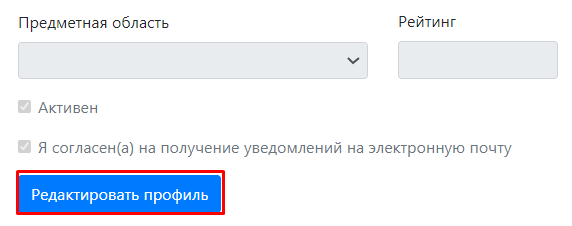 Предметная область
Рейтинг
Активен
Я согласен(а) на получение уведомлений на электронную почту
Редактировать профиль